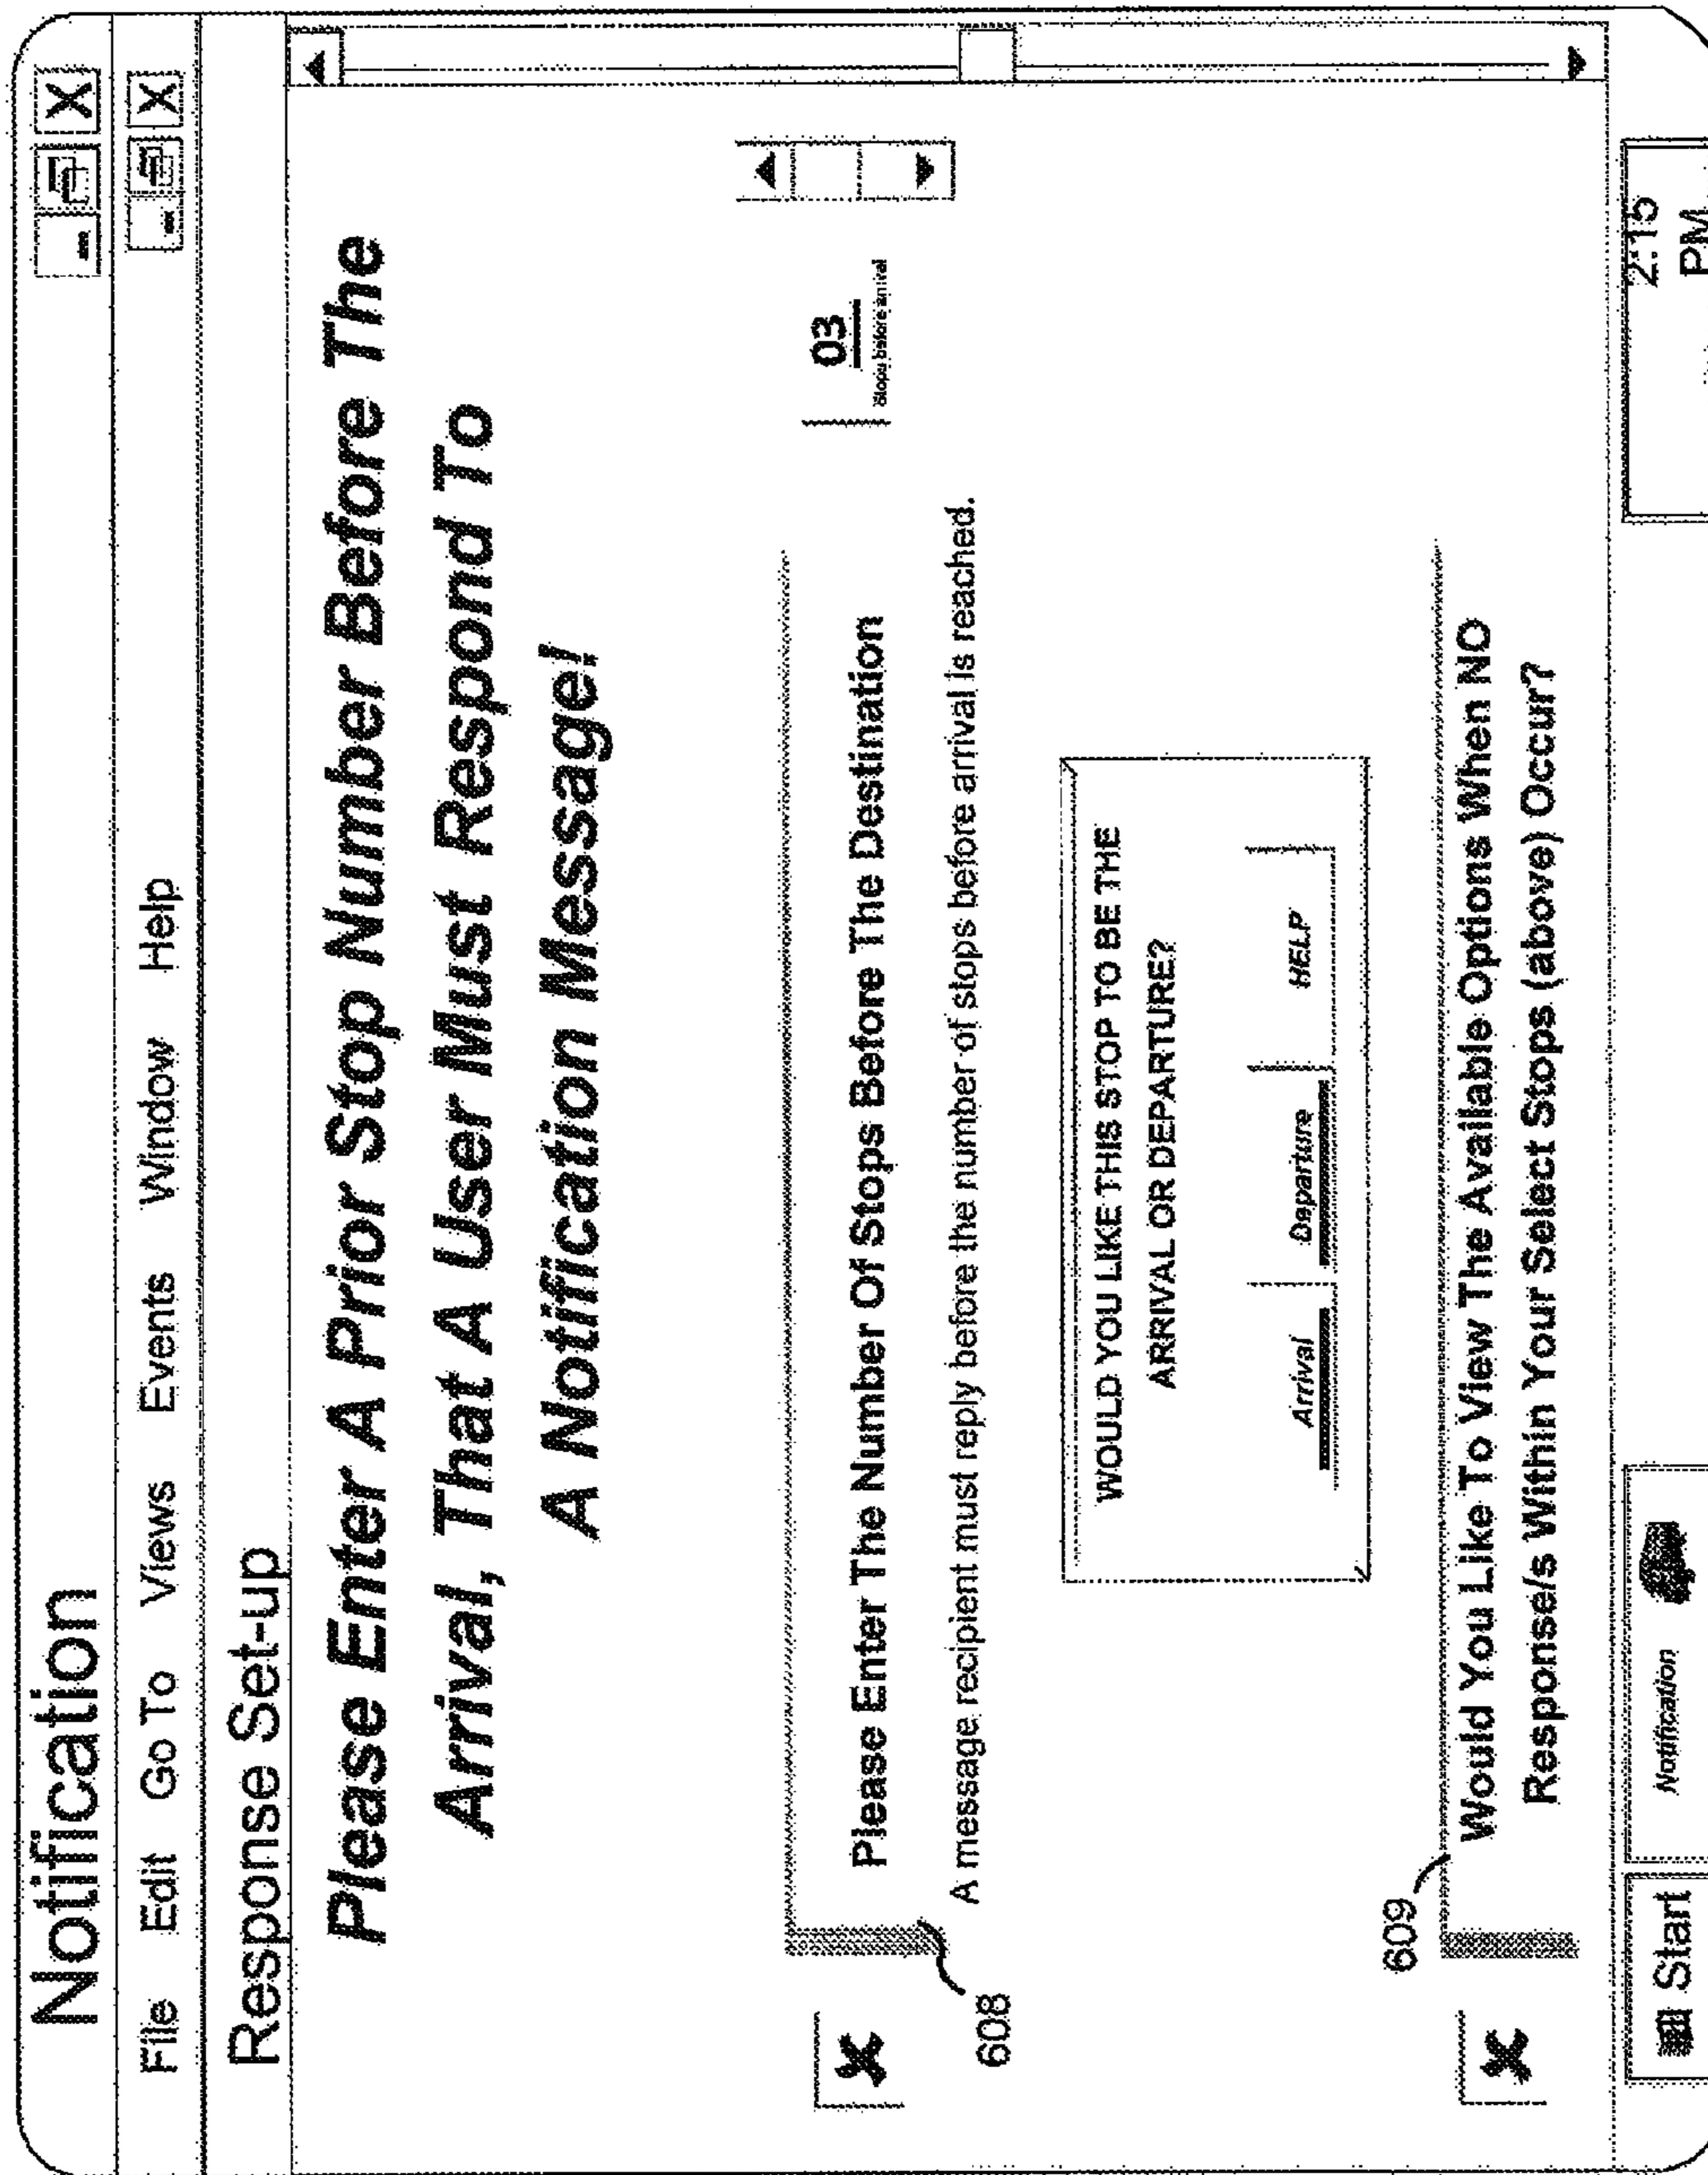 Notification
File Edit Go To Views Events Window Help
Response Set-up
Please Enter A Prior Stop Number Before The
Arrival, That A User Must Respond To
A Notification Message!
03
Stops before arrival
Please Enter The Number Of Stops Before The Destination
A message recipient must reply before the number of stops before arrival is reached.
608
WOULD YOU LIKE THIS STOP TO BE THE
ARRIVAL OR DEPARTURE?
Arrival Departure HELP
609
Would You Like To View The Available Options When NO
Response/s Within Your Select Stops (above) Occur?
Start Notification 2:15
PM